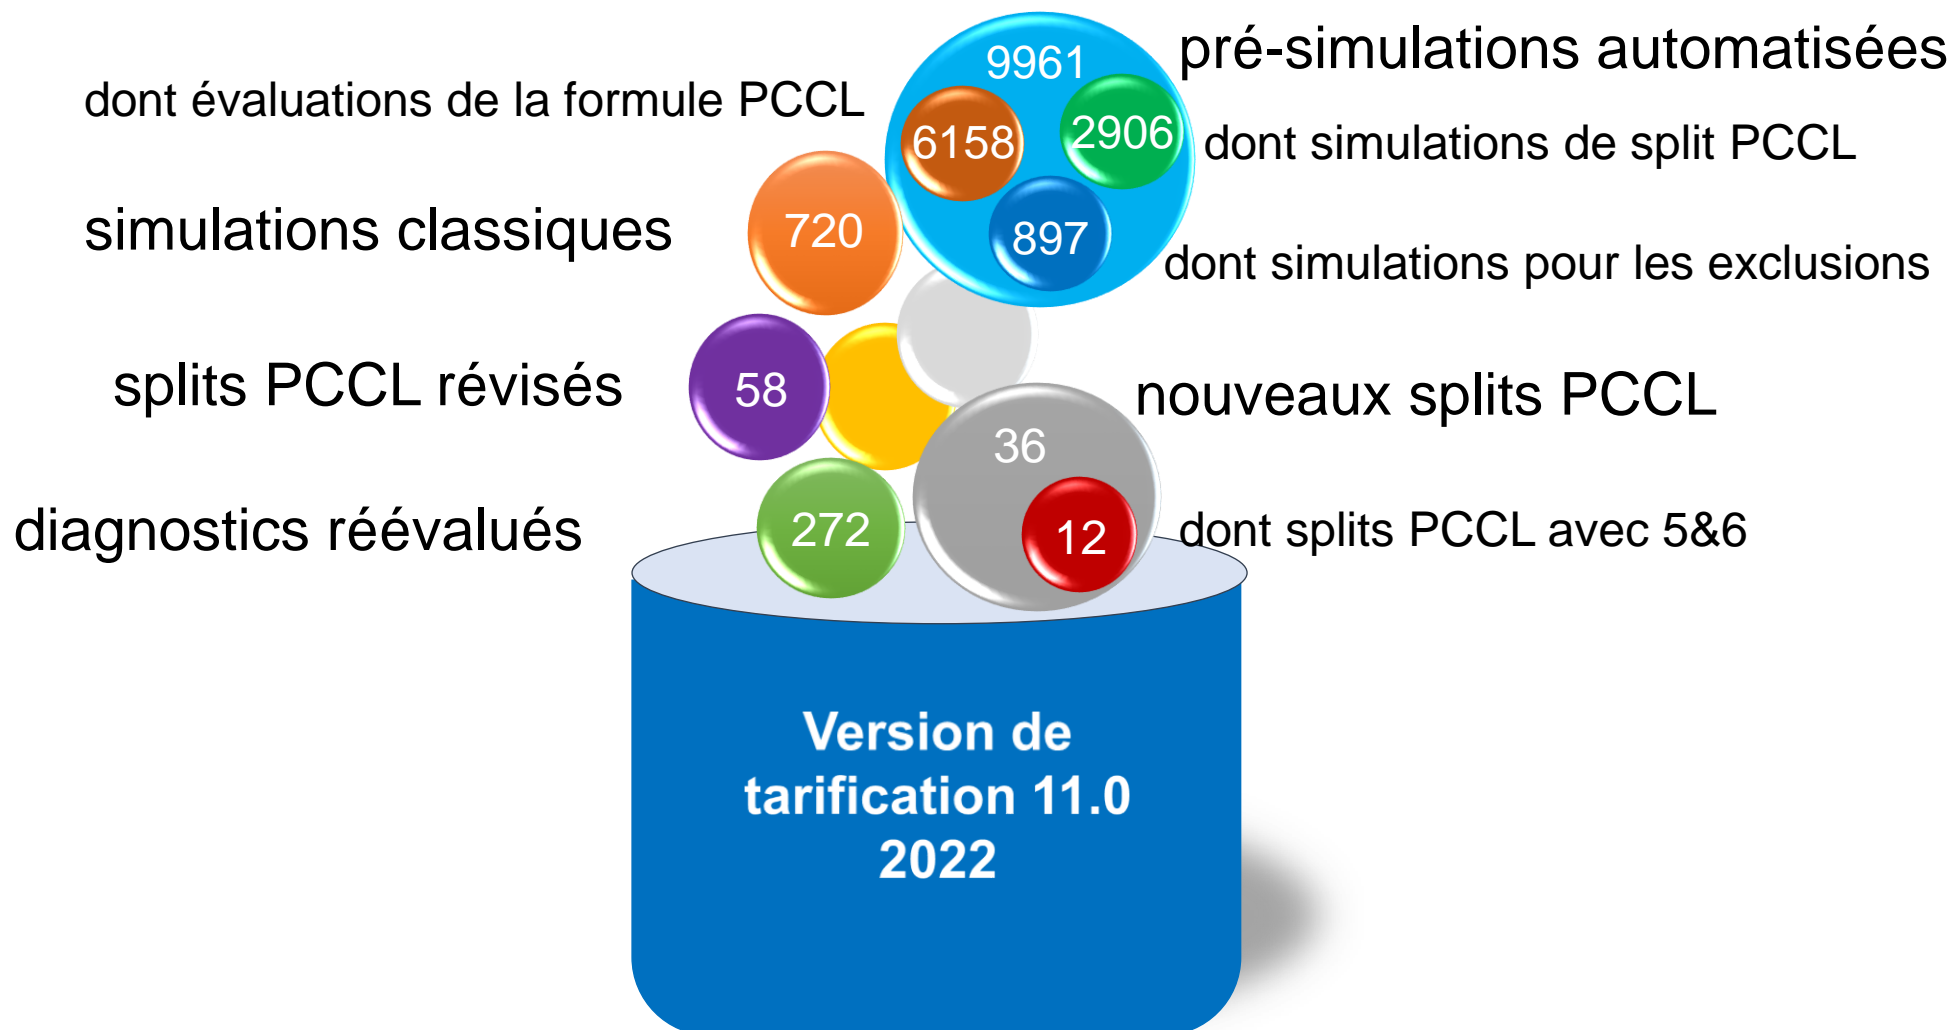 9961
pré-simulations automatisées
dont évaluations de la formule PCCL
6158
2906
dont simulations de split PCCL
simulations classiques
720
897
dont simulations pour les exclusions
splits PCCL révisés
58
nouveaux splits PCCL
36
diagnostics réévalués
272
12
dont splits PCCL avec 5&6
Version de
tarification 11.0
2022